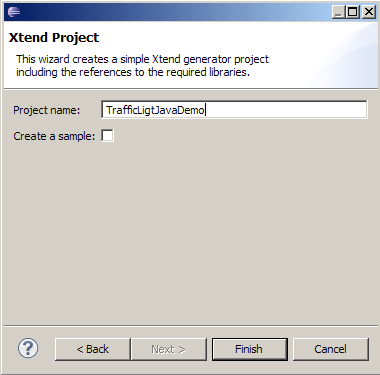 Xtend Project
This wizard creates a simple Xtend generator project
including the references to the required libraries.
Project name: TrafficLigtJavaDemo
Create a sample:
? < Back Next > Finish Cancel